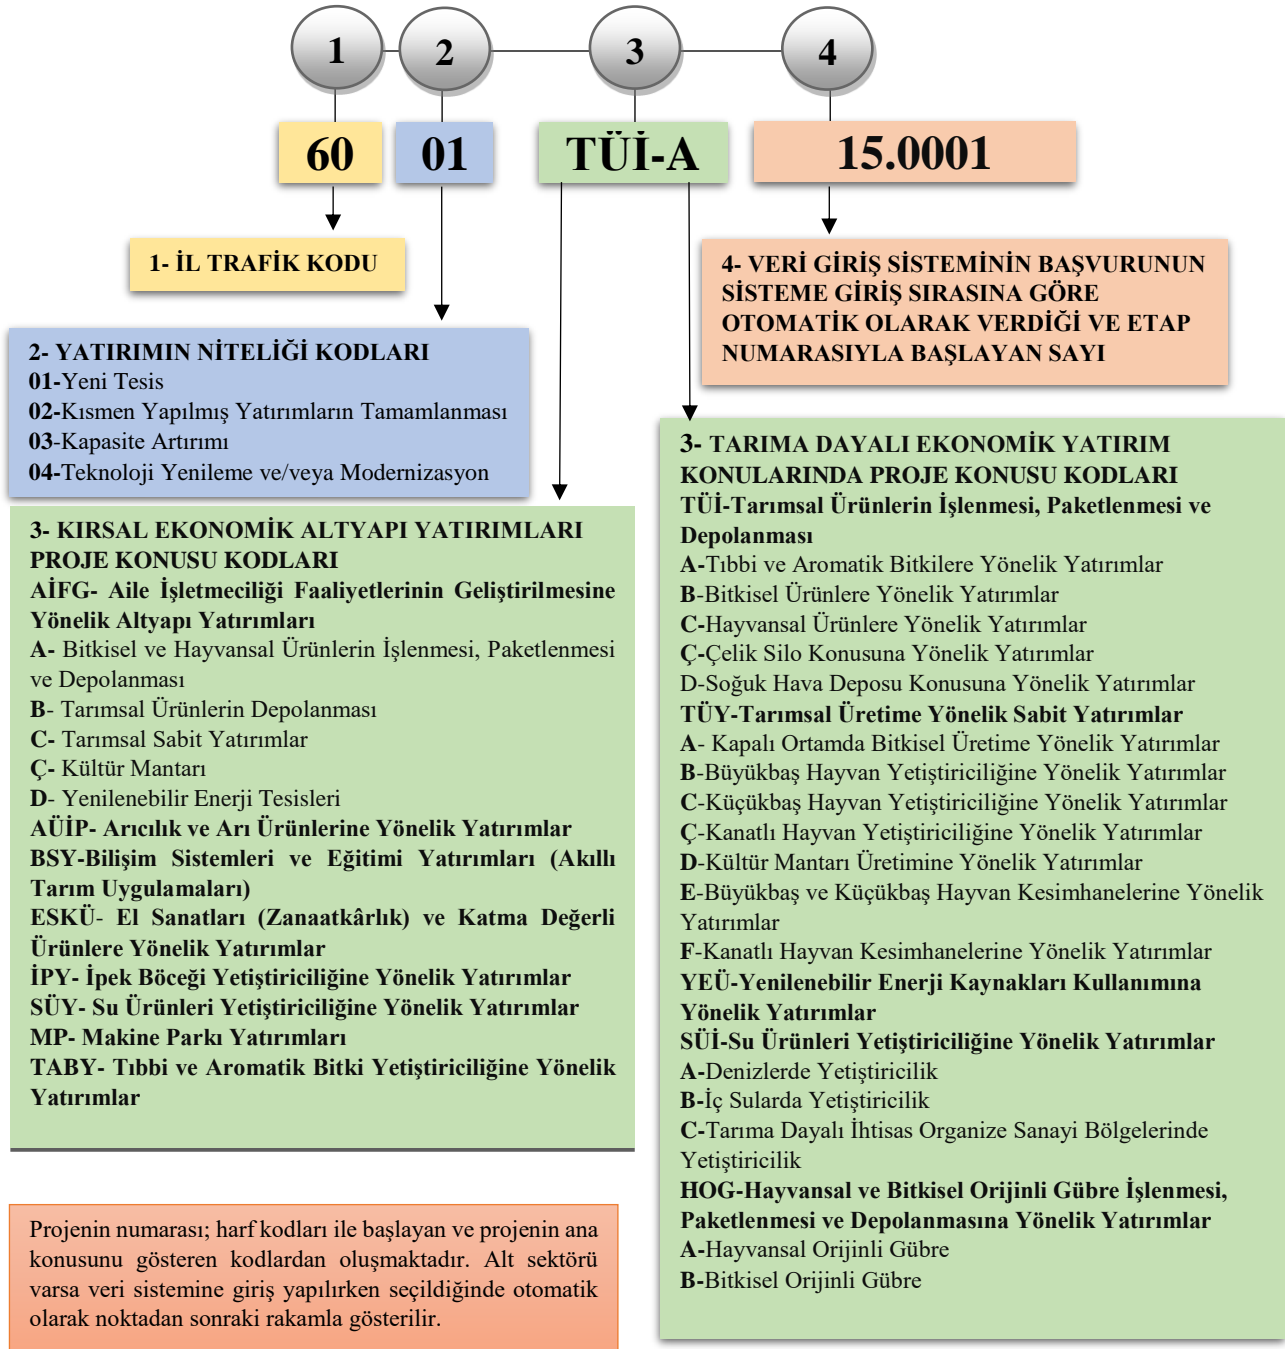 1
2
3
4
60
01
TÜİ-A
15.0001
1- İL TRAFİK KODU
4- VERİ GİRİŞ SİSTEMİNİN BAŞVURUNUN
SİSTEME GİRİŞ SIRASINA GÖRE
OTOMATİK OLARAK VERDİĞİ VE ETAP
NUMARASIYLA BAŞLAYAN SAYI
2- YATIRIMIN NİTELİĞİ KODLARI
01-Yeni Tesis
02-Kısmen Yapılmış Yatırımların Tamamlanması
03-Kapasite Artırımı
04-Teknoloji Yenileme ve/veya Modernizasyon
3- KIRSAL EKONOMİK ALTYAPI YATIRIMLARI
PROJE KONUSU KODLARI
AİFG- Aile İşletmeciliği Faaliyetlerinin Geliştirilmesine
Yönelik Altyapı Yatırımları
A- Bitkisel ve Hayvansal Ürünlerin İşlenmesi, Paketlenmesi
ve Depolanması
B- Tarımsal Ürünlerin Depolanması
C- Tarımsal Sabit Yatırımlar
Ç- Kültür Mantarı
D- Yenilenebilir Enerji Tesisleri
AÜİP- Arıcılık ve Arı Ürünlerine Yönelik Yatırımlar
BSY-Bilişim Sistemleri ve Eğitimi Yatırımları (Akıllı
Tarım Uygulamaları)
ESKÜ- El Sanatları (Zanaatkârlık) ve Katma Değerli
Ürünlere Yönelik Yatırımlar
İPY- İpek Böceği Yetiştiriciliğine Yönelik Yatırımlar
SÜY- Su Ürünleri Yetiştiriciliğine Yönelik Yatırımlar
MP- Makine Parkı Yatırımları
TABY- Tıbbi ve Aromatik Bitki Yetiştiriciliğine Yönelik
Yatırımlar
3- TARIMA DAYALI EKONOMİK YATIRIM
KONULARINDA PROJE KONUSU KODLARI
TÜİ-Tarımsal Ürünlerin İşlenmesi, Paketlenmesi ve
Depolanması
A-Tıbbi ve Aromatik Bitkilere Yönelik Yatırımlar
B-Bitkisel Ürünlere Yönelik Yatırımlar
C-Hayvansal Ürünlere Yönelik Yatırımlar
Ç-Çelik Silo Konusuna Yönelik Yatırımlar
D-Soğuk Hava Deposu Konusuna Yönelik Yatırımlar
TÜY-Tarımsal Üretime Yönelik Sabit Yatırımlar
A- Kapalı Ortamda Bitkisel Üretime Yönelik Yatırımlar
B-Büyükbaş Hayvan Yetiştiriciliğine Yönelik Yatırımlar
C-Küçükbaş Hayvan Yetiştiriciliğine Yönelik Yatırımlar
Ç-Kanatlı Hayvan Yetiştiriciliğine Yönelik Yatırımlar
D-Kültür Mantarı Üretimine Yönelik Yatırımlar
E-Büyükbaş ve Küçükbaş Hayvan Kesimhanelerine Yönelik
Yatırımlar
F-Kanatlı Hayvan Kesimhanelerine Yönelik Yatırımlar
YEÜ-Yenilenebilir Enerji Kaynakları Kullanımına
Yönelik Yatırımlar
SÜİ-Su Ürünleri Yetiştiriciliğine Yönelik Yatırımlar
A-Denizlerde Yetiştiricilik
B-İç Sularda Yetiştiricilik
C-Tarıma Dayalı İhtisas Organize Sanayi Bölgelerinde
Yetiştiricilik
HOG-Hayvansal ve Bitkisel Orijinli Gübre İşlenmesi,
Paketlenmesi ve Depolanmasına Yönelik Yatırımlar
A-Hayvansal Orijinli Gübre
B-Bitkisel Orijinli Gübre
Projenin numarası; harf kodları ile başlayan ve projenin ana
konusunu gösteren kodlardan oluşmaktadır. Alt sektörü
varsa veri sistemine giriş yapılırken seçildiğinde otomatik
olarak noktadan sonraki rakamla gösterilir.